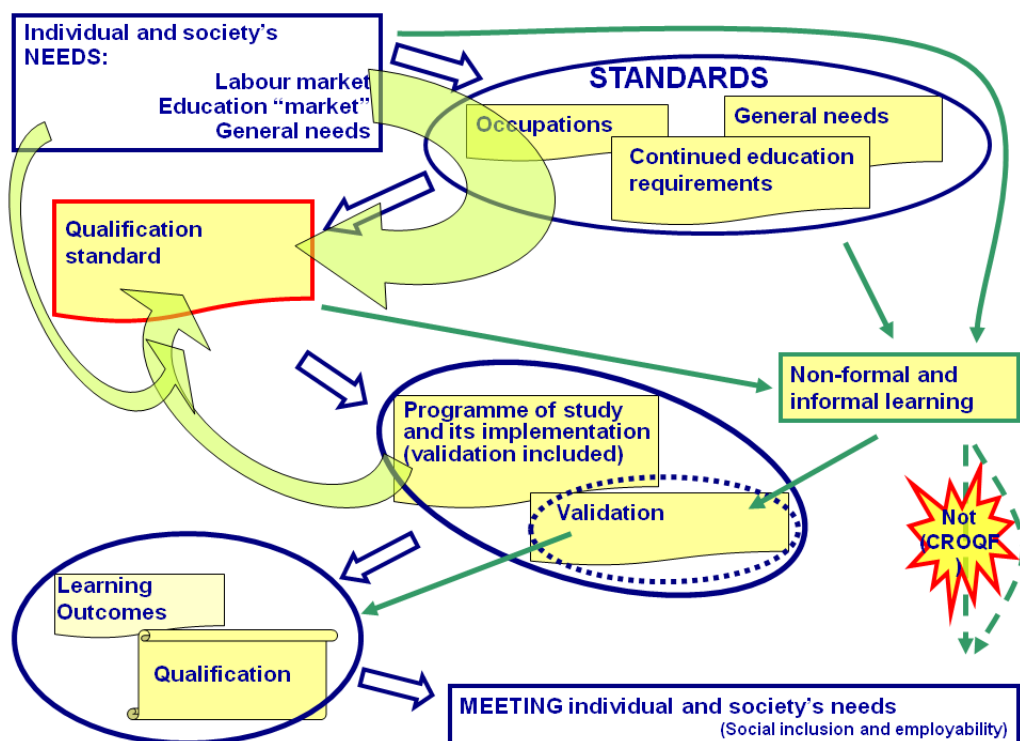 Individual and society's
NEEDS:
Labour market
Education “market”
General needs
STANDARDS
Occupations
General needs
Continued education
requirements
Qualification
standard
Non-formal and
informal learning
Programme of study
and its implementation
(validation included)
Validation
Not
(CROQF
)
Learning
Outcomes
Qualification
MEETING individual and society's needs
(Social inclusion and employability)